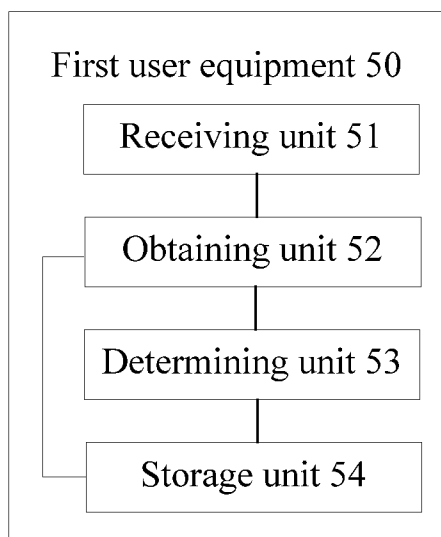 First user equipment 50
Receiving unit 51
Obtaining unit 52
Determining unit 53
Storage unit 54